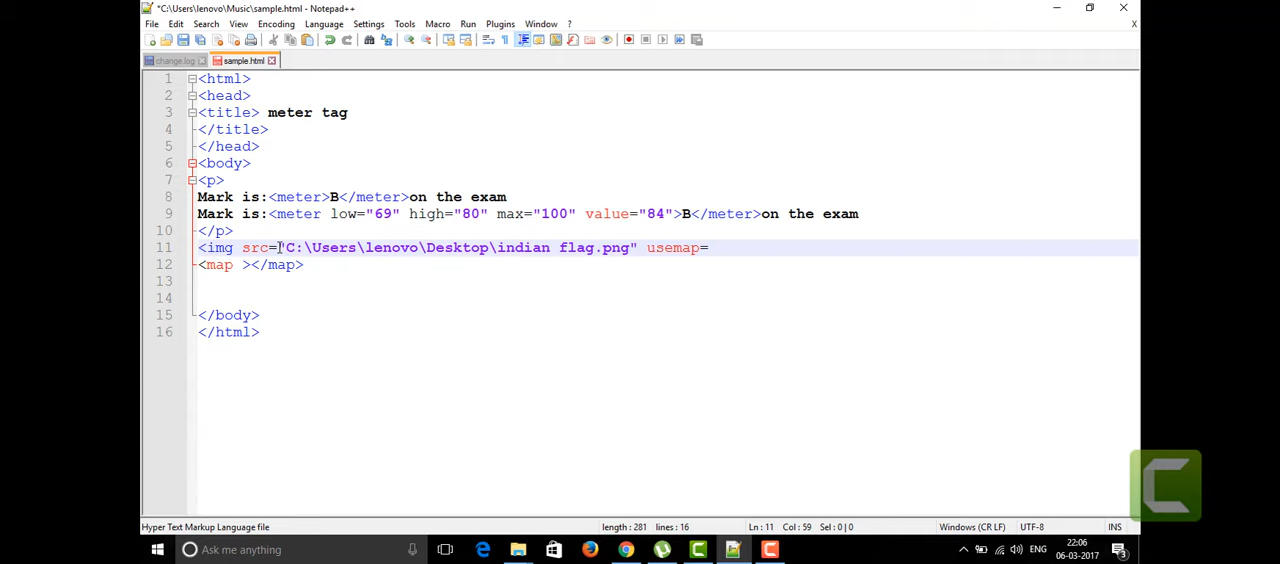 *C:\Users\lenovo\Music\sample.html - Notepad++
File Edit Search View Encoding Language Settings Tools Macro Run Plugins Window ?
X
change.log sample.html
1 <html>
2 <head>
3 <title> meter tag
4 </title>
5 </head>
6 <body>
7 <p>
8 Mark is:<meter>B</meter>on the exam
9 Mark is:<meter low="69" high="80" max="100" value="84">B</meter>on the exam
10 </p>
11 <img src="C:\Users\lenovo\Desktop\indian flag.png" usemap=
12 <map ></map>
13
14
15 </body>
16 </html>
Hyper Text Markup Language file length : 281 lines : 16 Ln : 11 Col : 59 Sel : 0 | 0 Windows (CR LF) UTF-8 INS
Ask me anything ENG 22:06
06-03-2017